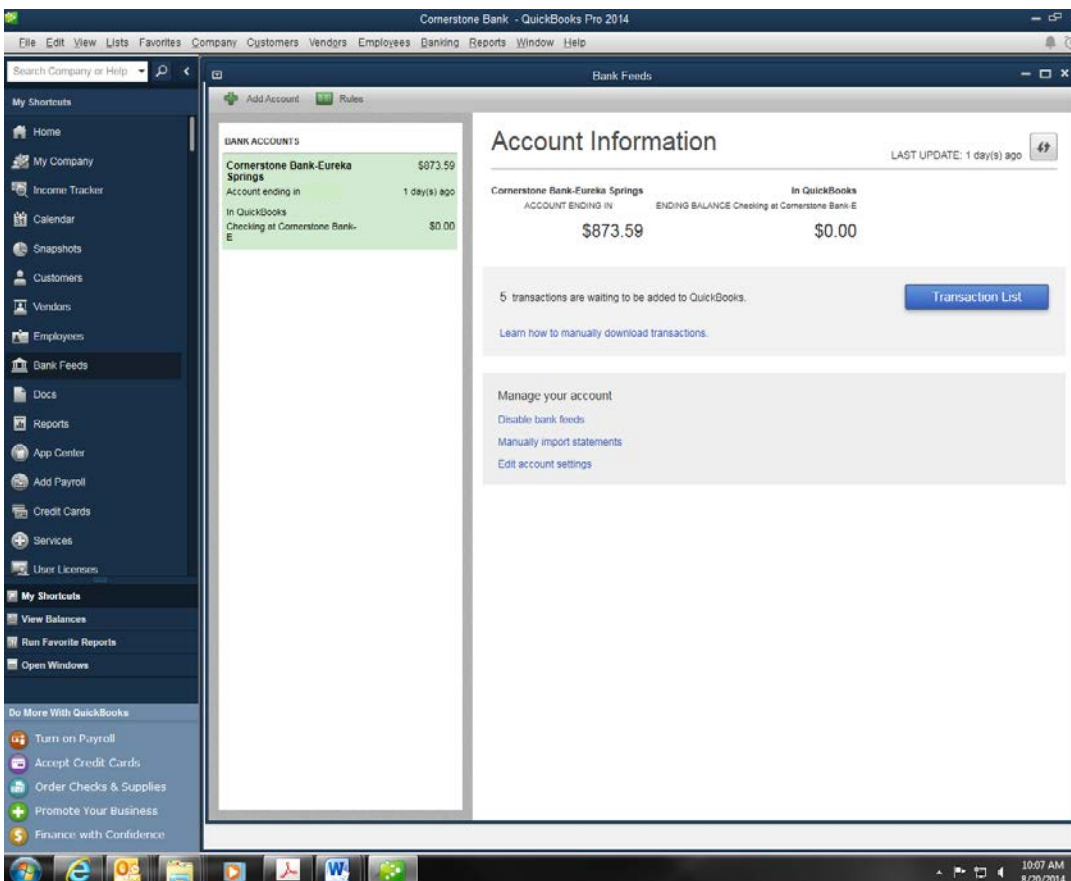 Cornerstone Bank - QuickBooks Pro 2014
File Edit View Lists Favorites Company Customers Vendors Employees Banking Reports Window Help
Search Company or Help
My Shortcuts
Home
My Company
Income Tracker
Calendar
Snapshots
Customers
Vendors
Employees
Bank Feeds
Docs
Reports
App Center
Add Payroll
Credit Cards
Services
User Licenses
My Shortcuts
View Balances
Run Favorite Reports
Open Windows
Do More With QuickBooks
Turn on Payroll
Accept Credit Cards
Order Checks & Supplies
Promote Your Business
Finance with Confidence
Bank Feeds
Add Account Rules
BANK ACCOUNTS
Cornerstone Bank-Eureka $873.59
Springs
Account ending in 1 day(s) ago
In QuickBooks
Checking at Cornerstone Bank- $0.00
E
Account Information
LAST UPDATE: 1 day(s) ago
Cornerstone Bank-Eureka Springs In QuickBooks
ACCOUNT ENDING IN ENDING BALANCE Checking at Cornerstone Bank-E
$873.59 $0.00
5 transactions are waiting to be added to QuickBooks. Transaction List
Learn how to manually download transactions.
Manage your account
Disable bank feeds
Manually import statements
Edit account settings
10:07 AM
8/20/2014